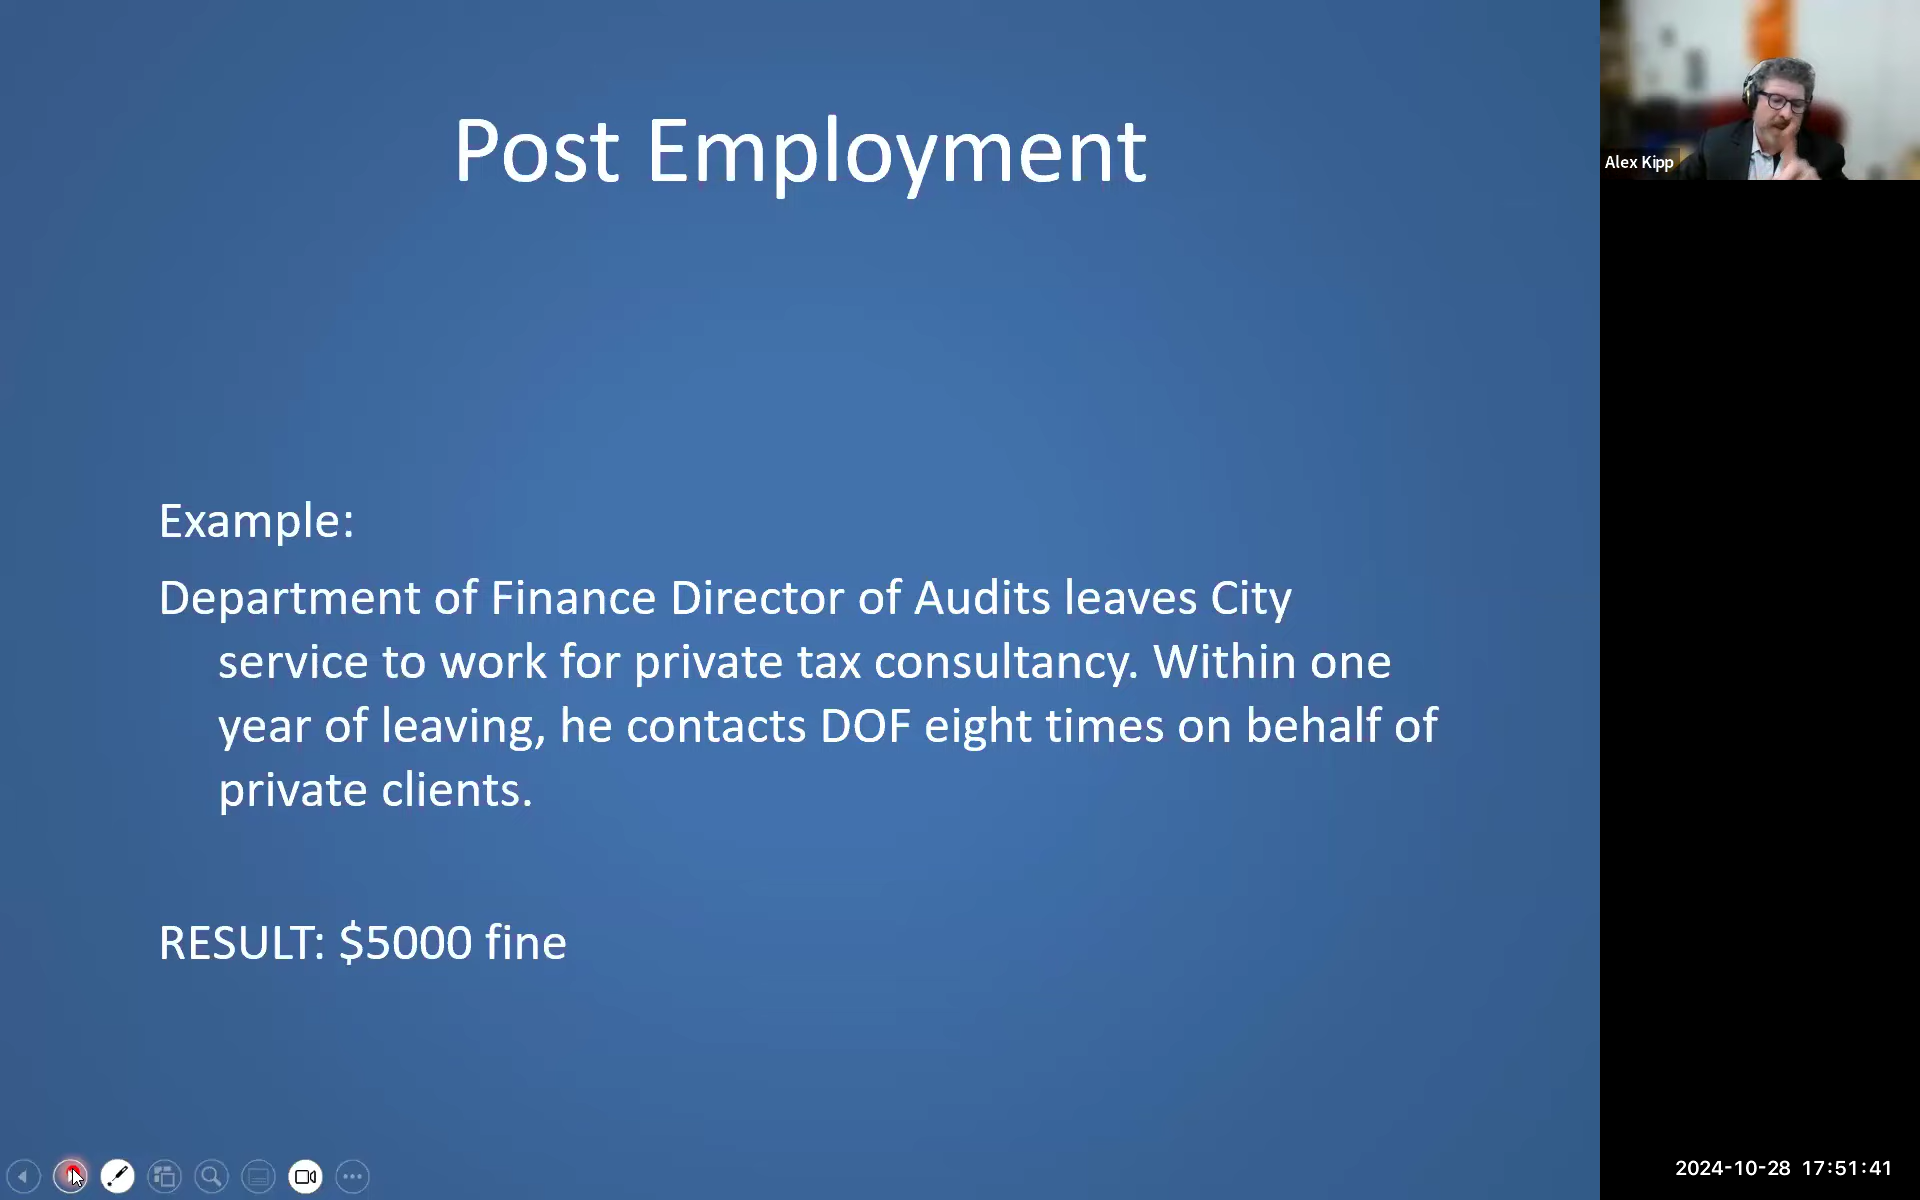 Post Employment
Alex Kipp
Example:
Department of Finance Director of Audits leaves City
service to work for private tax consultancy. Within one
year of leaving, he contacts DOF eight times on behalf of
private clients.
RESULT: $5000 fine
2024-10-28 17:51:41